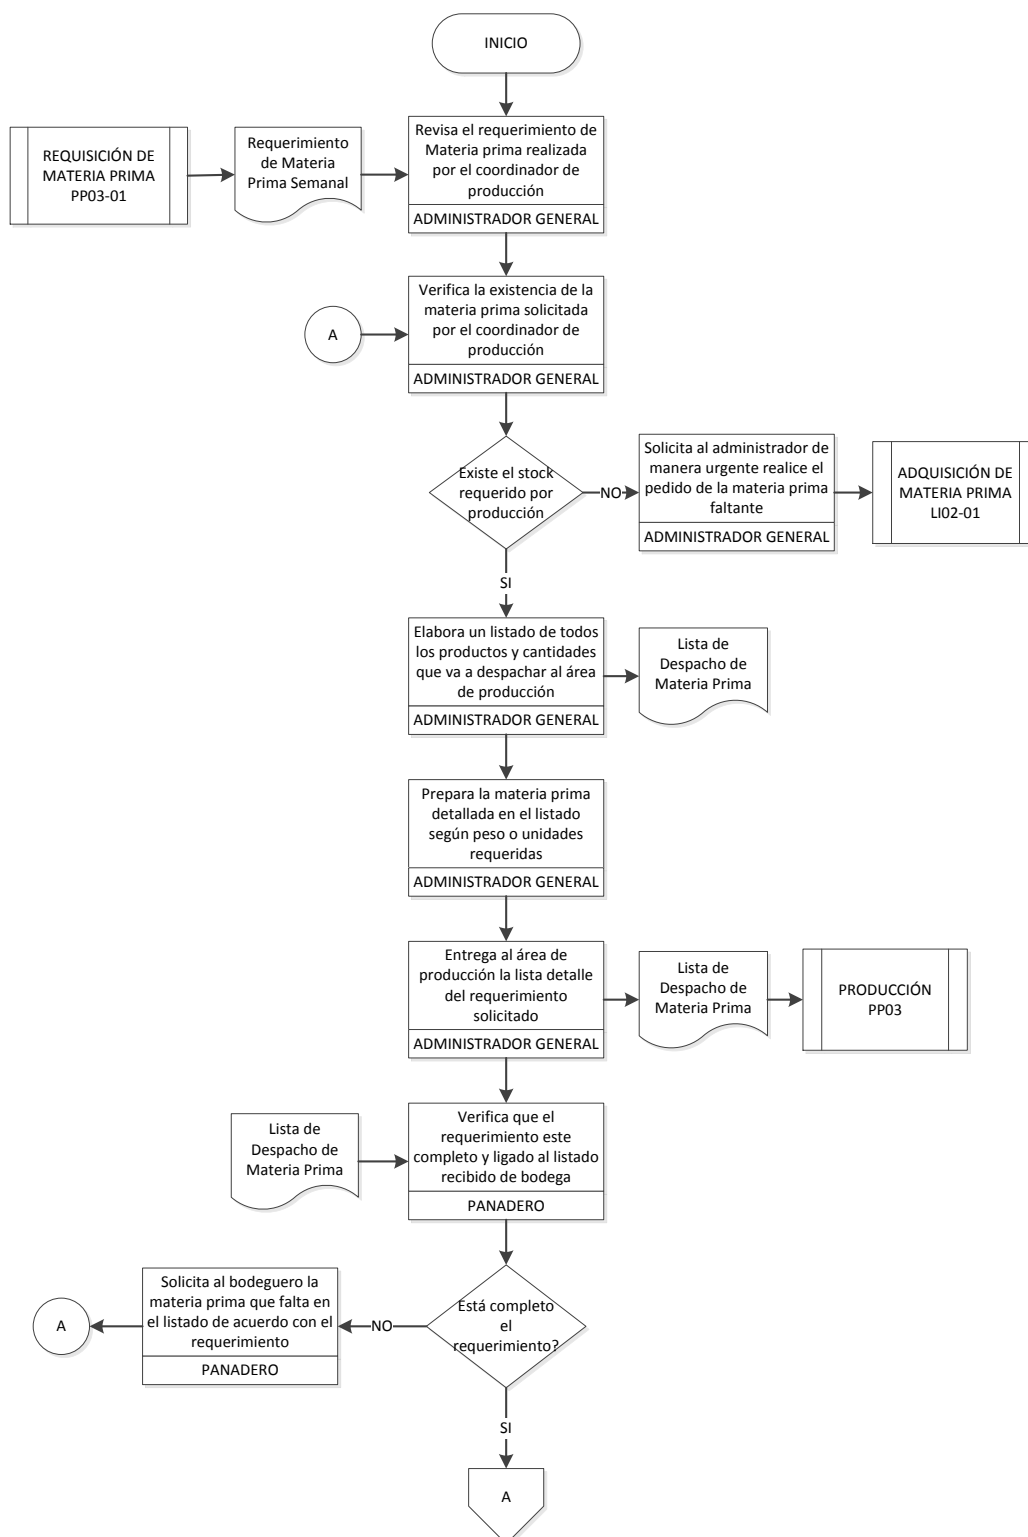 INICIO
REQUISICIÓN DE
MATERIA PRIMA
PP03-01
Requerimiento
de Materia
Prima Semanal
Revisa el requerimiento de
Materia prima realizada
por el coordinador de
producción
ADMINISTRADOR GENERAL
A
Verifica la existencia de la
materia prima solicitada
por el coordinador de
producción
ADMINISTRADOR GENERAL
Existe el stock
requerido por
producción
NO
Solicita al administrador de
manera urgente realice el
pedido de la materia prima
faltante
ADMINISTRADOR GENERAL
ADQUISICIÓN DE
MATERIA PRIMA
LI02-01
SI
Elabora un listado de todos
los productos y cantidades
que va a despachar al área
de producción
ADMINISTRADOR GENERAL
Lista de
Despacho de
Materia Prima
Prepara la materia prima
detallada en el listado
según peso o unidades
requeridas
ADMINISTRADOR GENERAL
Entrega al área de
producción la lista detalle
del requerimiento
solicitado
ADMINISTRADOR GENERAL
Lista de
Despacho de
Materia Prima
PRODUCCIÓN
PP03
Lista de
Despacho de
Materia Prima
Verifica que el
requerimiento este
completo y ligado al listado
recibido de bodega
PANADERO
Está completo
el
requerimiento?
NO
Solicita al bodeguero la
materia prima que falta en
el listado de acuerdo con el
requerimiento
PANADERO
A
SI
A